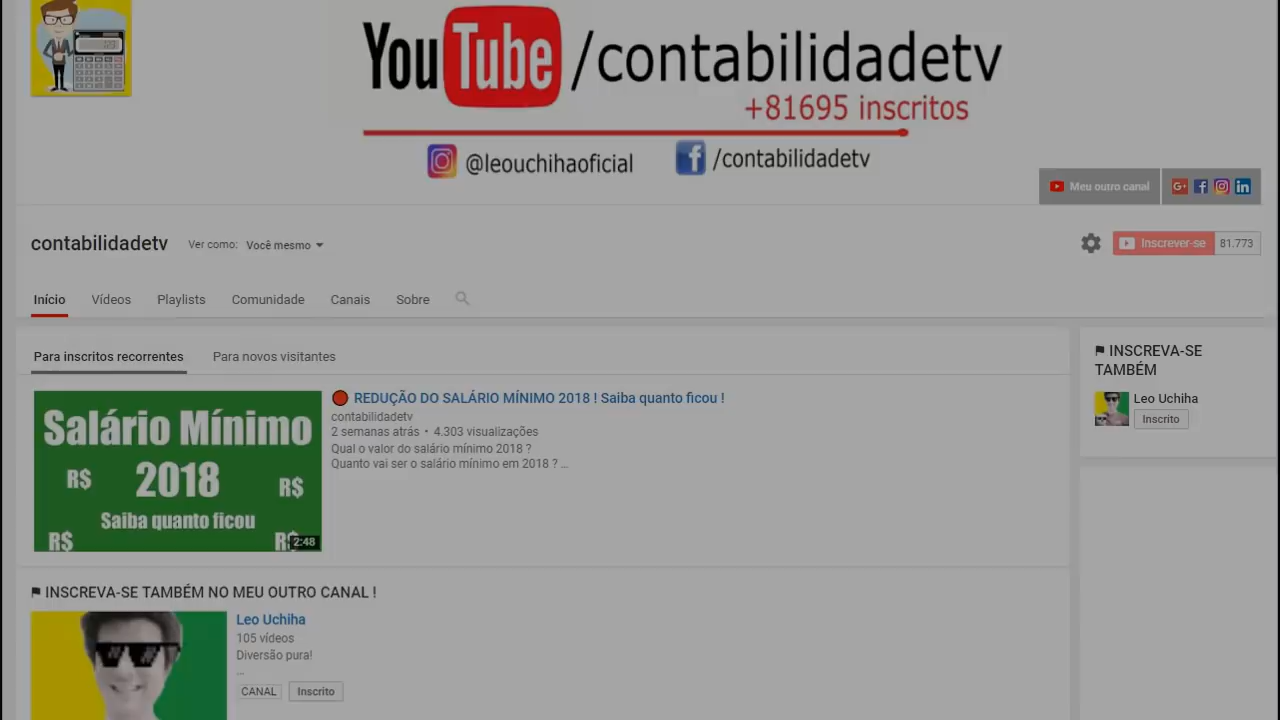 YouTube /contabilidadetv
+81695 inscritos
@leouchihaoficial /contabilidadetv
Meu outro canal
contabilidadetv Ver como: Você mesmo
Inscrever-se 81.773
Início Vídeos Playlists Comunidade Canais Sobre
Para inscritos recorrentes Para novos visitantes
REDUÇÃO DO SALÁRIO MÍNIMO 2018 ! Saiba quanto ficou !
contabilidadetv
2 semanas atrás • 4.303 visualizações
Qual o valor do salário mínimo 2018 ?
Quanto vai ser o salário mínimo em 2018 ? ...
Salário Mínimo
R$ 2018 R$
Saiba quanto ficou
R$ R$ 2:48
INSCREVA-SE
TAMBÉM
Leo Uchiha
Inscrito
INSCREVA-SE TAMBÉM NO MEU OUTRO CANAL !
Leo Uchiha
105 vídeos
Diversão pura!
...
CANAL Inscrito